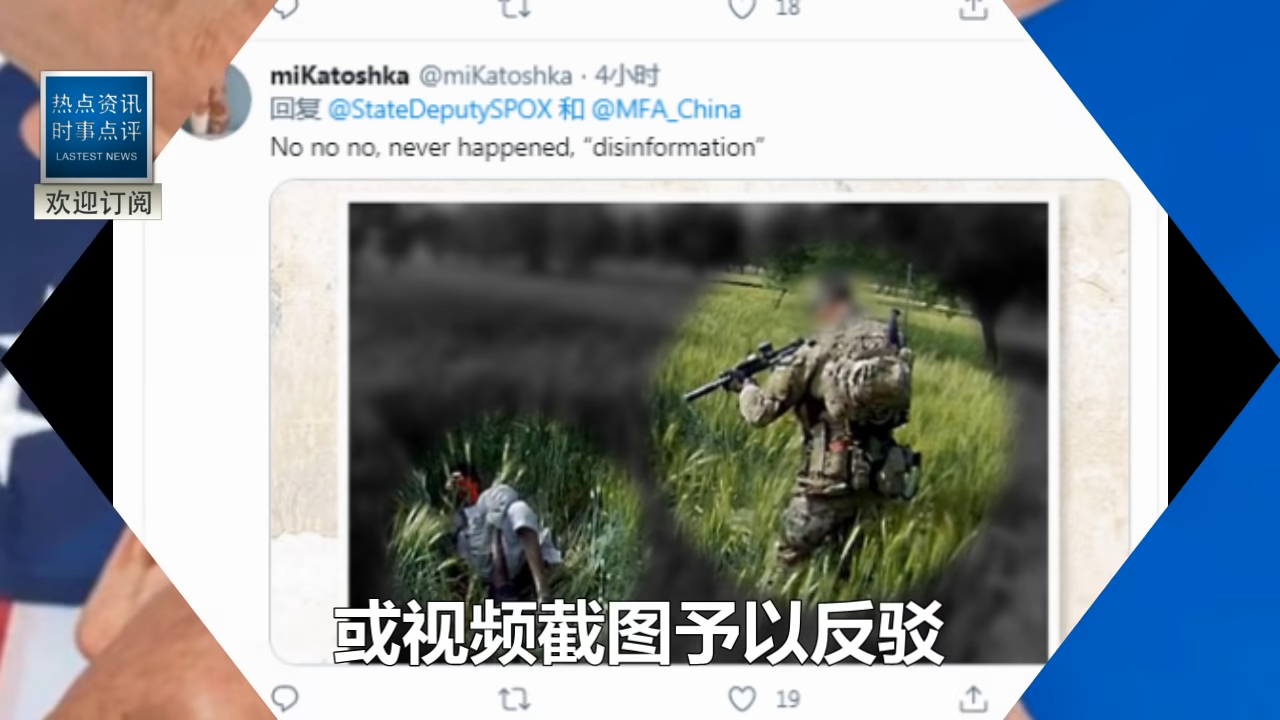 18
热点资讯
时事点评
LASTEST NEWS
欢迎订阅
miKatoshka @miKatoshka · 4小时
回复 @StateDeputySPOX 和 @MFA_China
No no no, never happened, “disinformation”
或视频截图予以反驳
19